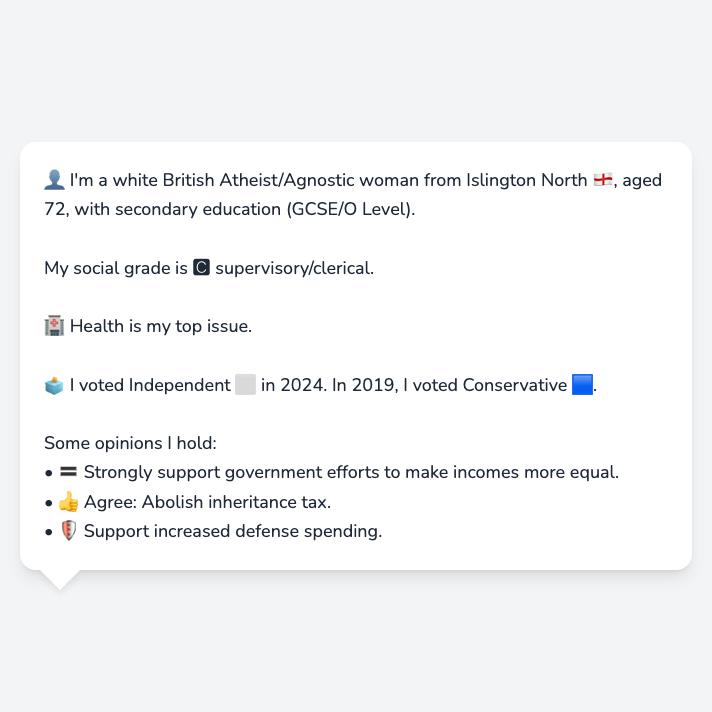 👤 I'm a white British Atheist/Agnostic woman from Islington North 🏴󠁧󠁢󠁥󠁮󠁧󠁿, aged
72, with secondary education (GCSE/O Level).
My social grade is 🅲 supervisory/clerical.
🏥 Health is my top issue.
🗳️ I voted Independent ⬜ in 2024. In 2019, I voted Conservative 🟦.
Some opinions I hold:
• 🟰 Strongly support government efforts to make incomes more equal.
• 👍 Agree: Abolish inheritance tax.
• 🛡️ Support increased defense spending.